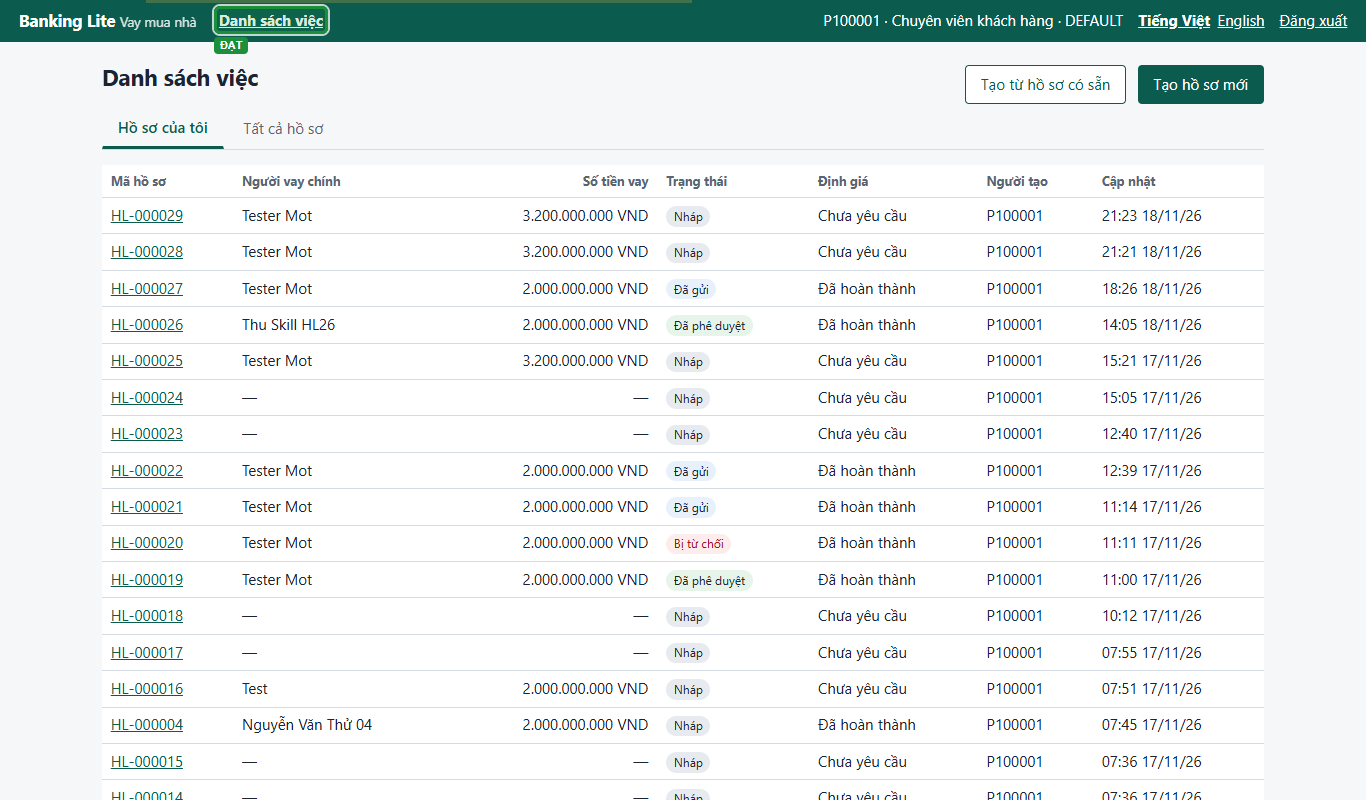 Banking Lite Vay mua nhà Danh sách việc P100001 · Chuyên viên khách hàng · DEFAULT Tiếng Việt English Đăng xuất
ĐẠT
Danh sách việc
Tạo từ hồ sơ có sẵn Tạo hồ sơ mới
Hồ sơ của tôi Tất cả hồ sơ
Mã hồ sơ Người vay chính Số tiền vay Trạng thái Định giá Người tạo Cập nhật
HL-000029 Tester Mot 3.200.000.000 VND Nháp Chưa yêu cầu P100001 21:23 18/11/26
HL-000028 Tester Mot 3.200.000.000 VND Nháp Chưa yêu cầu P100001 21:21 18/11/26
HL-000027 Tester Mot 2.000.000.000 VND Đã gửi Đã hoàn thành P100001 18:26 18/11/26
HL-000026 Thu Skill HL26 2.000.000.000 VND Đã phê duyệt Đã hoàn thành P100001 14:05 18/11/26
HL-000025 Tester Mot 3.200.000.000 VND Nháp Chưa yêu cầu P100001 15:21 17/11/26
HL-000024 — — Nháp Chưa yêu cầu P100001 15:05 17/11/26
HL-000023 — — Nháp Chưa yêu cầu P100001 12:40 17/11/26
HL-000022 Tester Mot 2.000.000.000 VND Đã gửi Đã hoàn thành P100001 12:39 17/11/26
HL-000021 Tester Mot 2.000.000.000 VND Đã gửi Đã hoàn thành P100001 11:14 17/11/26
HL-000020 Tester Mot 2.000.000.000 VND Bị từ chối Đã hoàn thành P100001 11:11 17/11/26
HL-000019 Tester Mot 2.000.000.000 VND Đã phê duyệt Đã hoàn thành P100001 11:00 17/11/26
HL-000018 — — Nháp Chưa yêu cầu P100001 10:12 17/11/26
HL-000017 — — Nháp Chưa yêu cầu P100001 07:55 17/11/26
HL-000016 Test 2.000.000.000 VND Nháp Chưa yêu cầu P100001 07:51 17/11/26
HL-000004 Nguyễn Văn Thử 04 2.000.000.000 VND Nháp Đã hoàn thành P100001 07:45 17/11/26
HL-000015 — — Nháp Chưa yêu cầu P100001 07:36 17/11/26
HL-000014 — — Nháp Chưa yêu cầu P100001 07:36 17/11/26